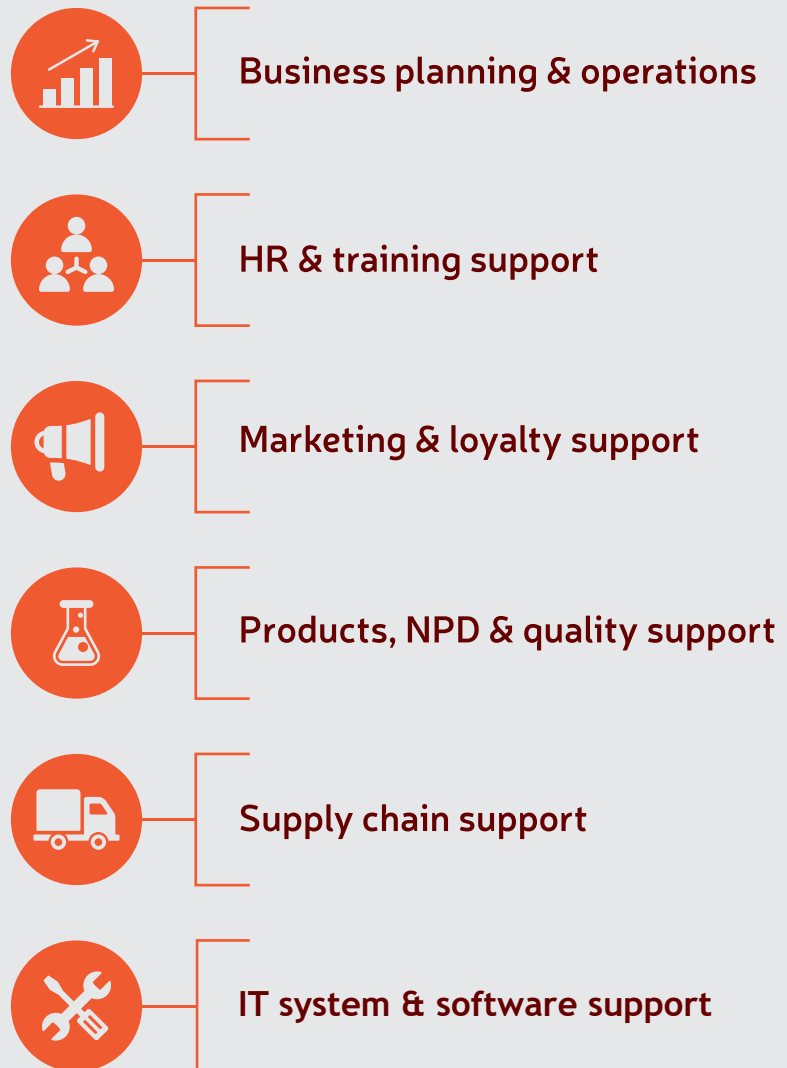 Business planning & operations
HR & training support
Marketing & loyalty support
Products, NPD & quality support
Supply chain support
IT system & software support